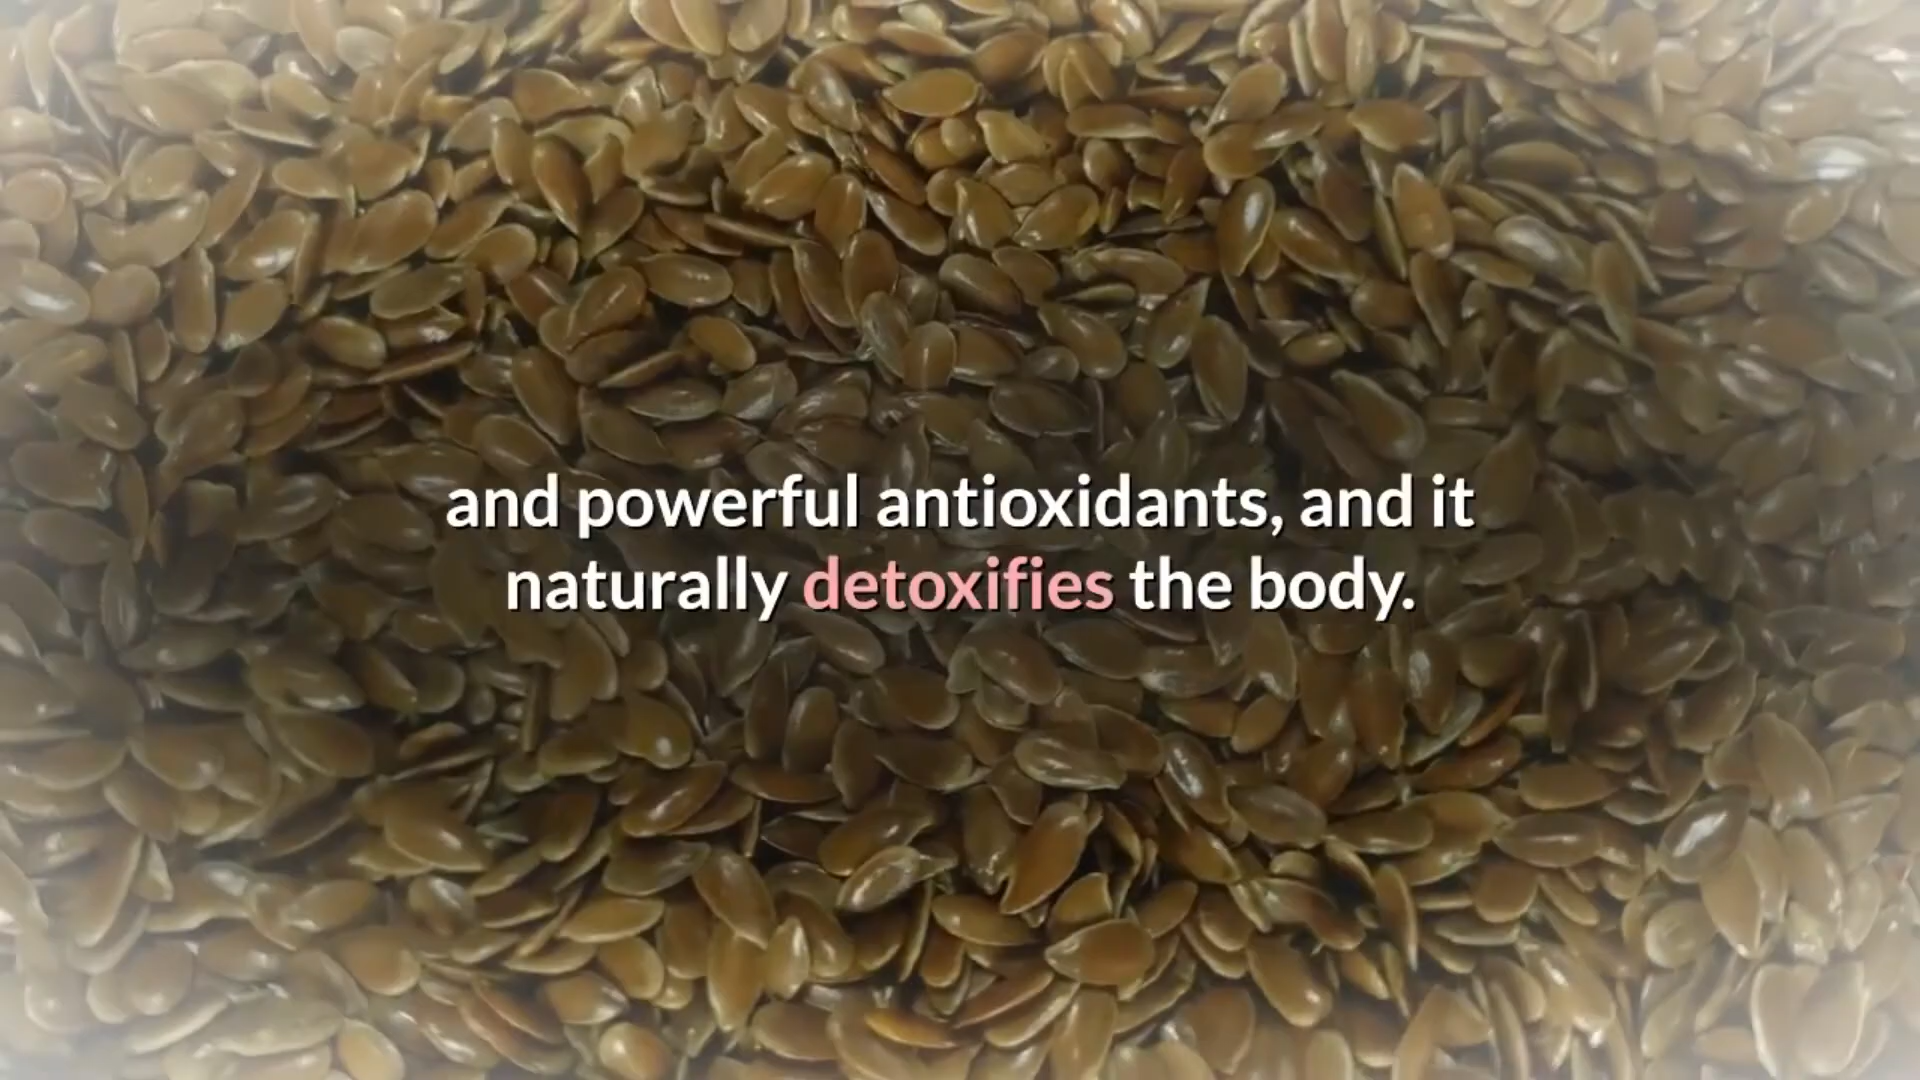 and powerful antioxidants, and it
naturally detoxifies the body.